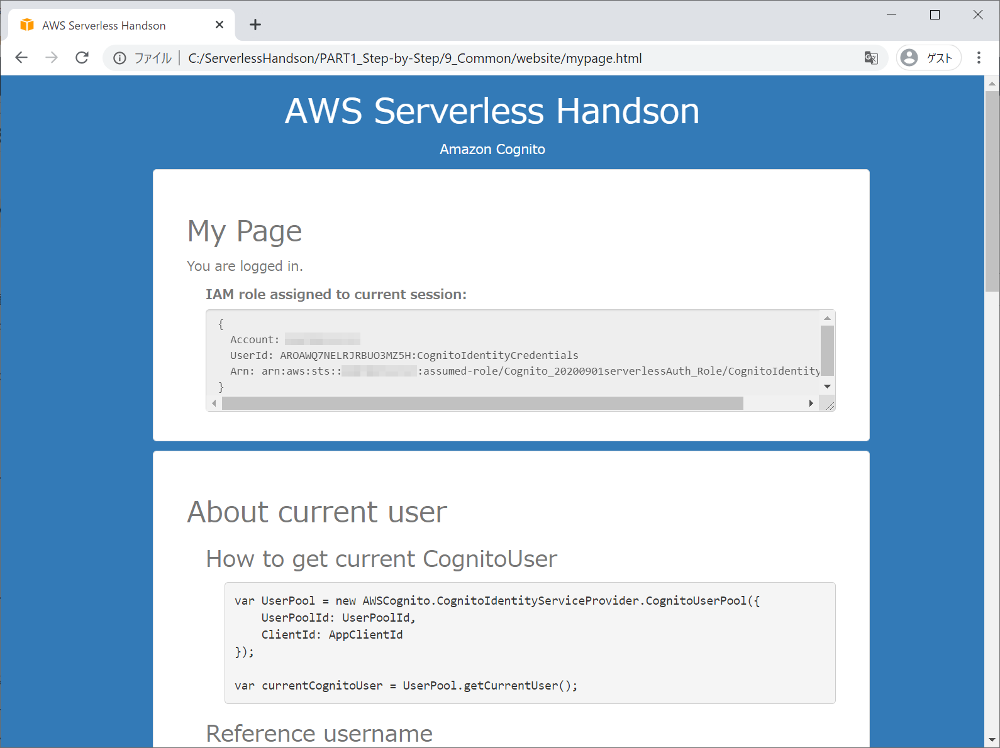 AWS Serverless Handson
ファイル C:/ServerlessHandson/PART1_Step-by-Step/9_Common/website/mypage.html
ゲスト
AWS Serverless Handson
Amazon Cognito
My Page
You are logged in.
IAM role assigned to current session:
{
Account:
UserId: AROAWQ7NELRJRBUO3MZ5H:CognitoIdentityCredentials
Arn: arn:aws:sts:: :assumed-role/Cognito_20200901serverlessAuth_Role/CognitoIdentity
}
About current user
How to get current CognitoUser
var UserPool = new AWSCognito.CognitoIdentityServiceProvider.CognitoUserPool({
UserPoolId: UserPoolId,
ClientId: AppClientId
});
var currentCognitoUser = UserPool.getCurrentUser();
Reference username